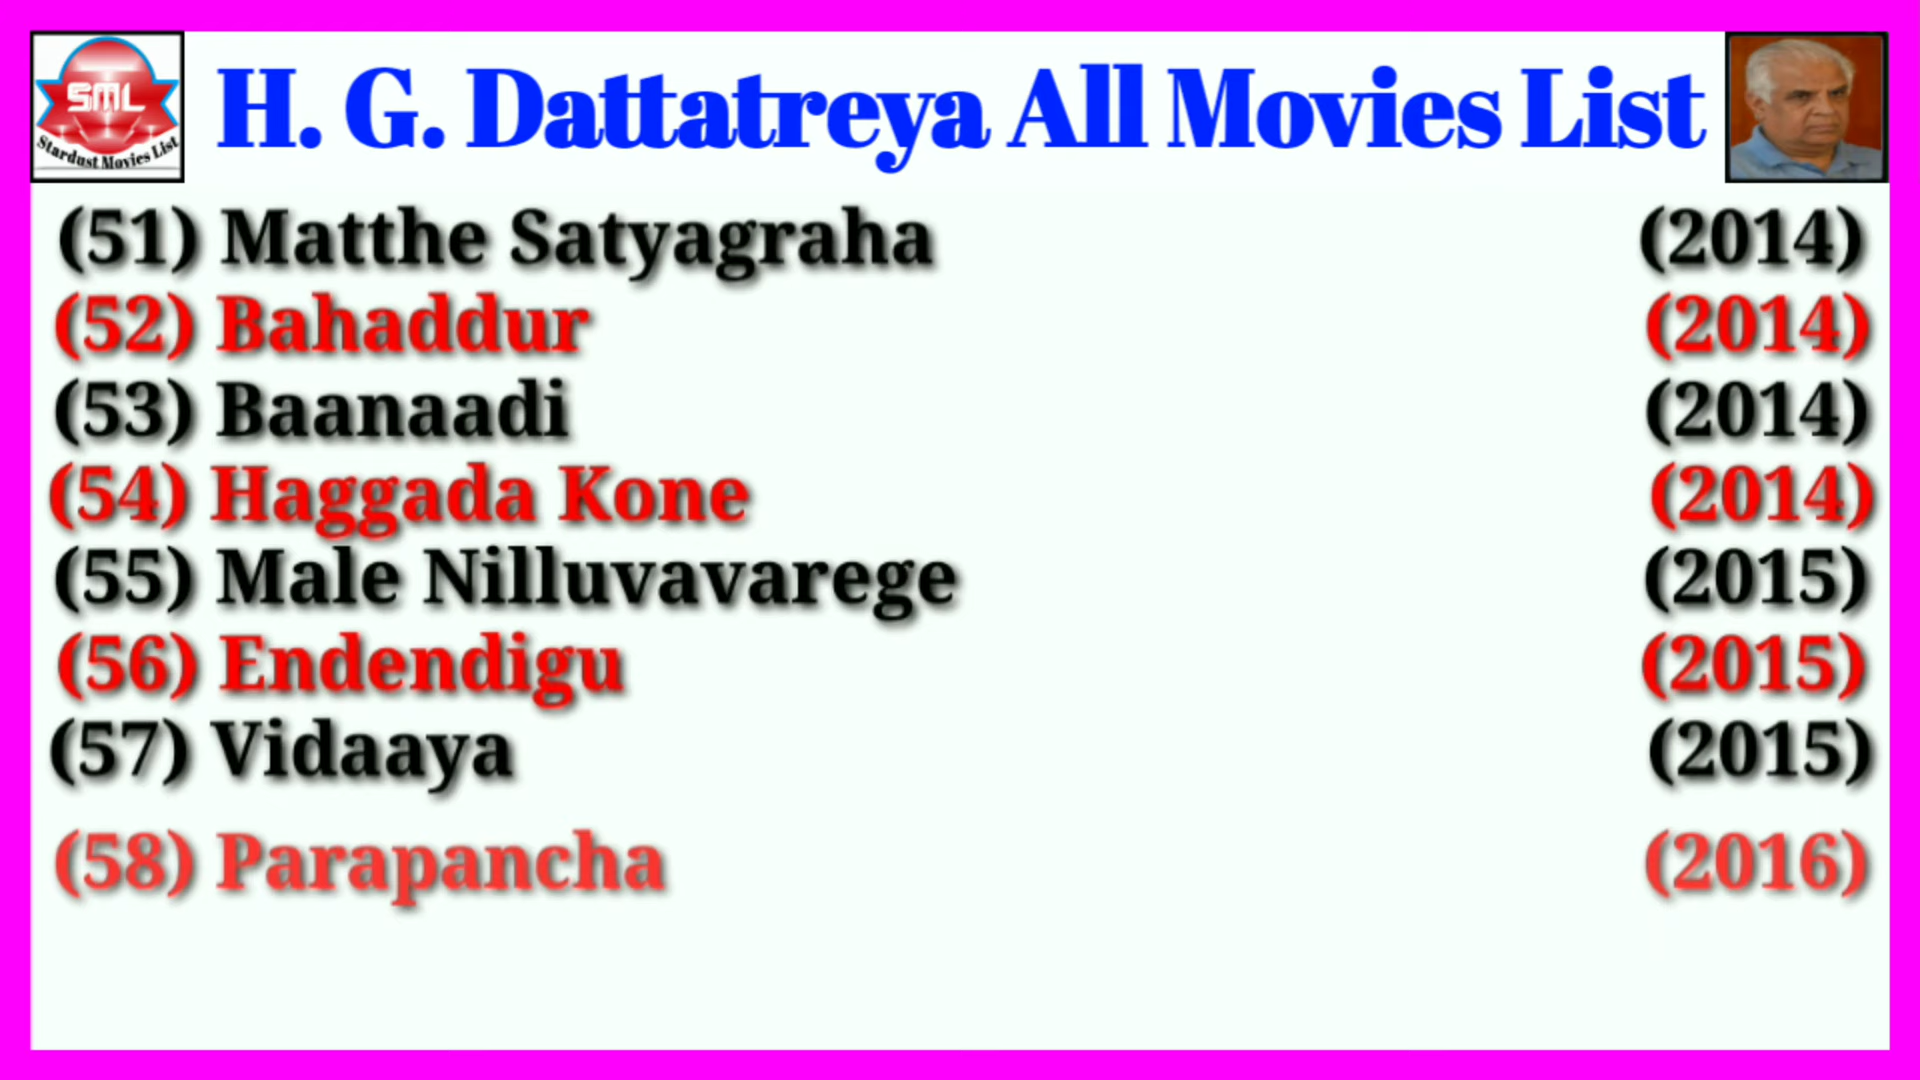 SML
Stardust Movies List
H. G. Dattatreya All Movies List
(51) Matthe Satyagraha (2014)
(52) Bahaddur (2014)
(53) Baanaadi (2014)
(54) Haggada Kone (2014)
(55) Male Nilluvavarege (2015)
(56) Endendigu (2015)
(57) Vidaaya (2015)
(58) Parapancha (2016)